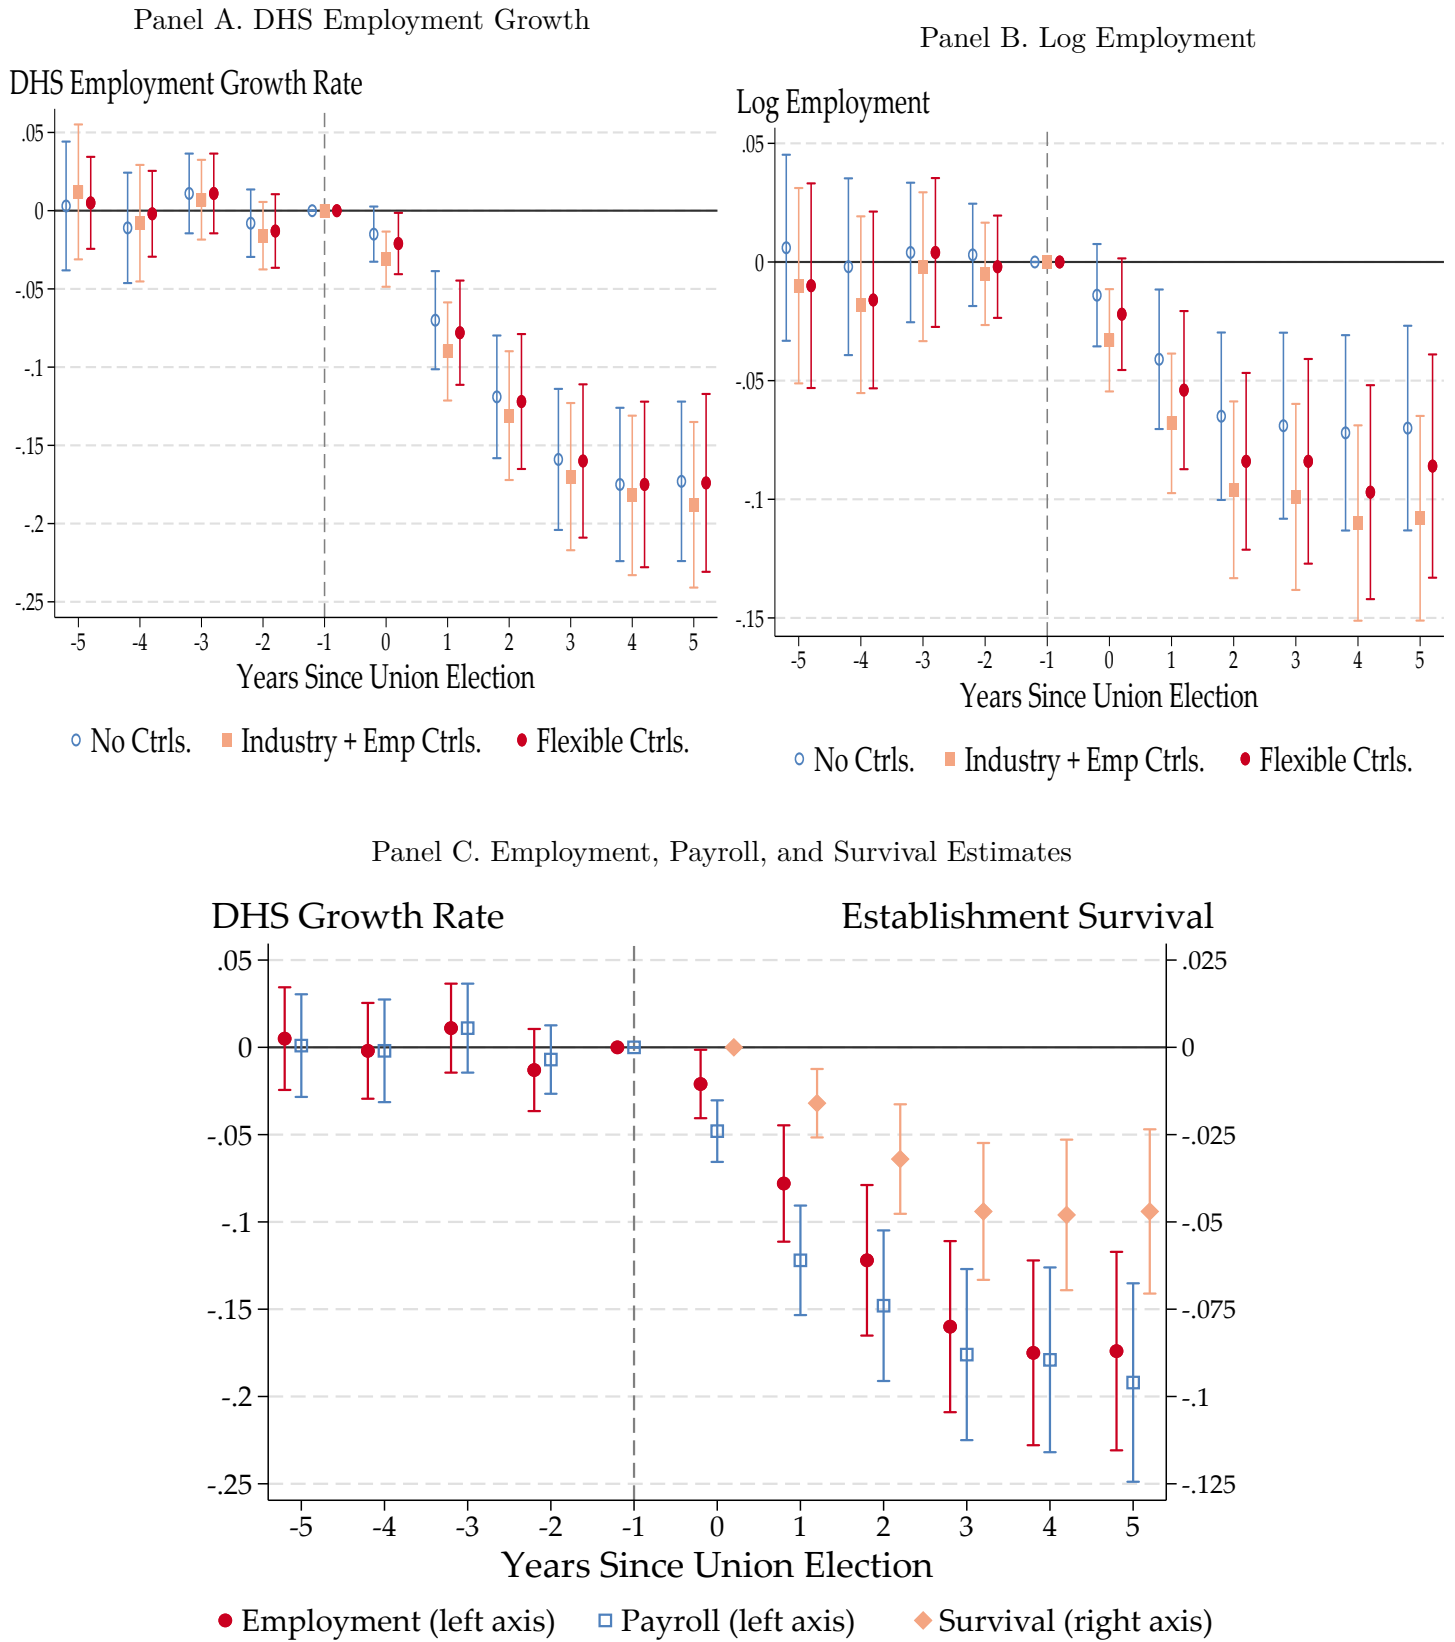 Panel A. DHS Employment Growth
DHS Employment Growth Rate
.05
0
-.05
-.1
-.15
-.2
-.25
-5 -4 -3 -2 -1 0 1 2 3 4 5
Years Since Union Election
No Ctrls. Industry + Emp Ctrls. Flexible Ctrls.
Panel B. Log Employment
Log Employment
.05
0
-.05
-.1
-.15
-5 -4 -3 -2 -1 0 1 2 3 4 5
Years Since Union Election
No Ctrls. Industry + Emp Ctrls. Flexible Ctrls.
Panel C. Employment, Payroll, and Survival Estimates
DHS Growth Rate Establishment Survival
.05 .025
0 0
-.05 -.025
-.1 -.05
-.15 -.075
-.2 -.1
-.25 -.125
-5 -4 -3 -2 -1 0 1 2 3 4 5
Years Since Union Election
Employment (left axis) Payroll (left axis) Survival (right axis)